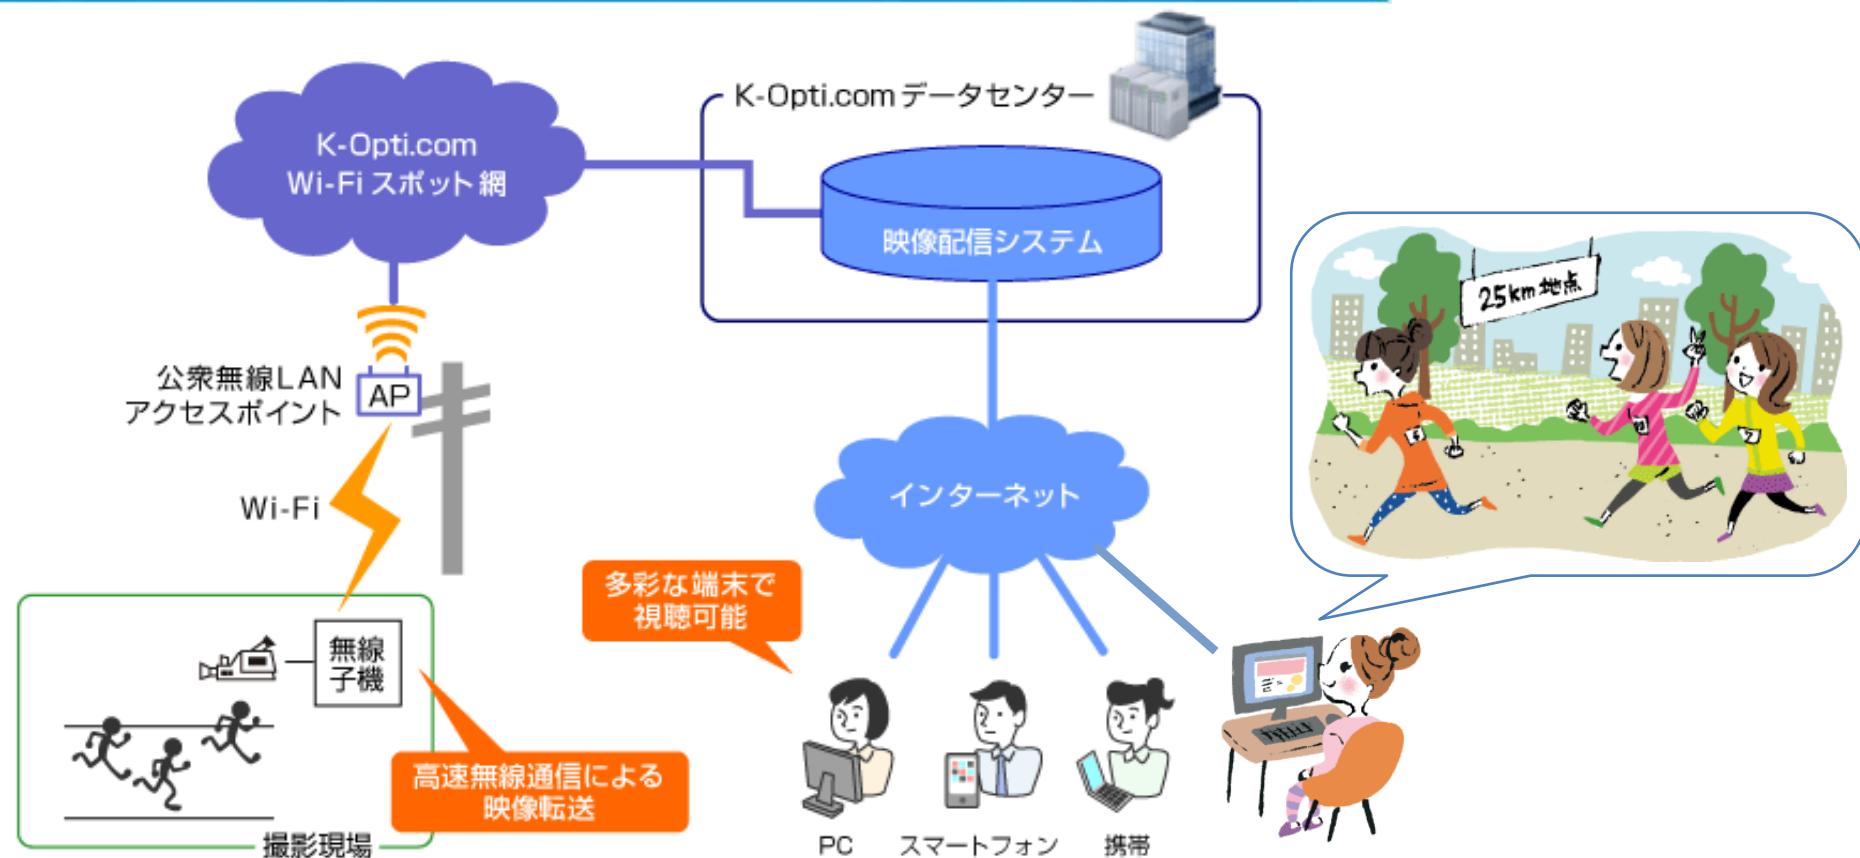 K-Opti.com データセンター
K-Opti.com
Wi-Fi スポット網
映像配信システム
25km地点
公衆無線LAN
アクセスポイント
AP
Wi-Fi
インターネット
多彩な端末で
視聴可能
無線
子機
高速無線通信による
映像転送
撮影現場
PC
スマートフォン
携帯